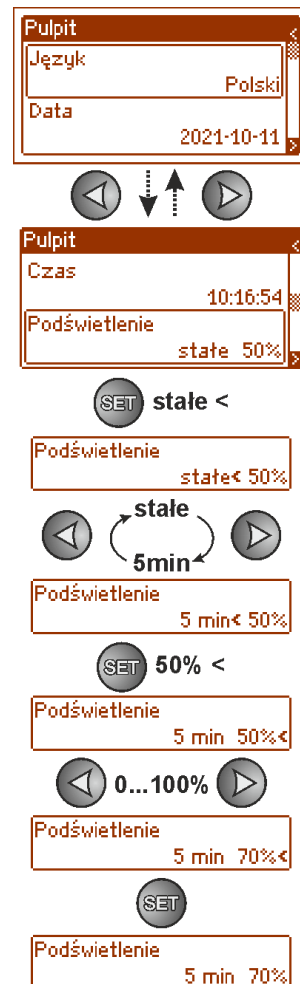 Pulpit <
Język
Polski
Data
2021-10-11 >
Pulpit <
Czas
10:16:54
Podświetlenie
stałe 50% >
SET stałe <
Podświetlenie
stałe< 50%
stałe
5min
Podświetlenie
5 min< 50%
SET 50% <
Podświetlenie
5 min 50%<
0...100%
Podświetlenie
5 min 70%<
SET
Podświetlenie
5 min 70%